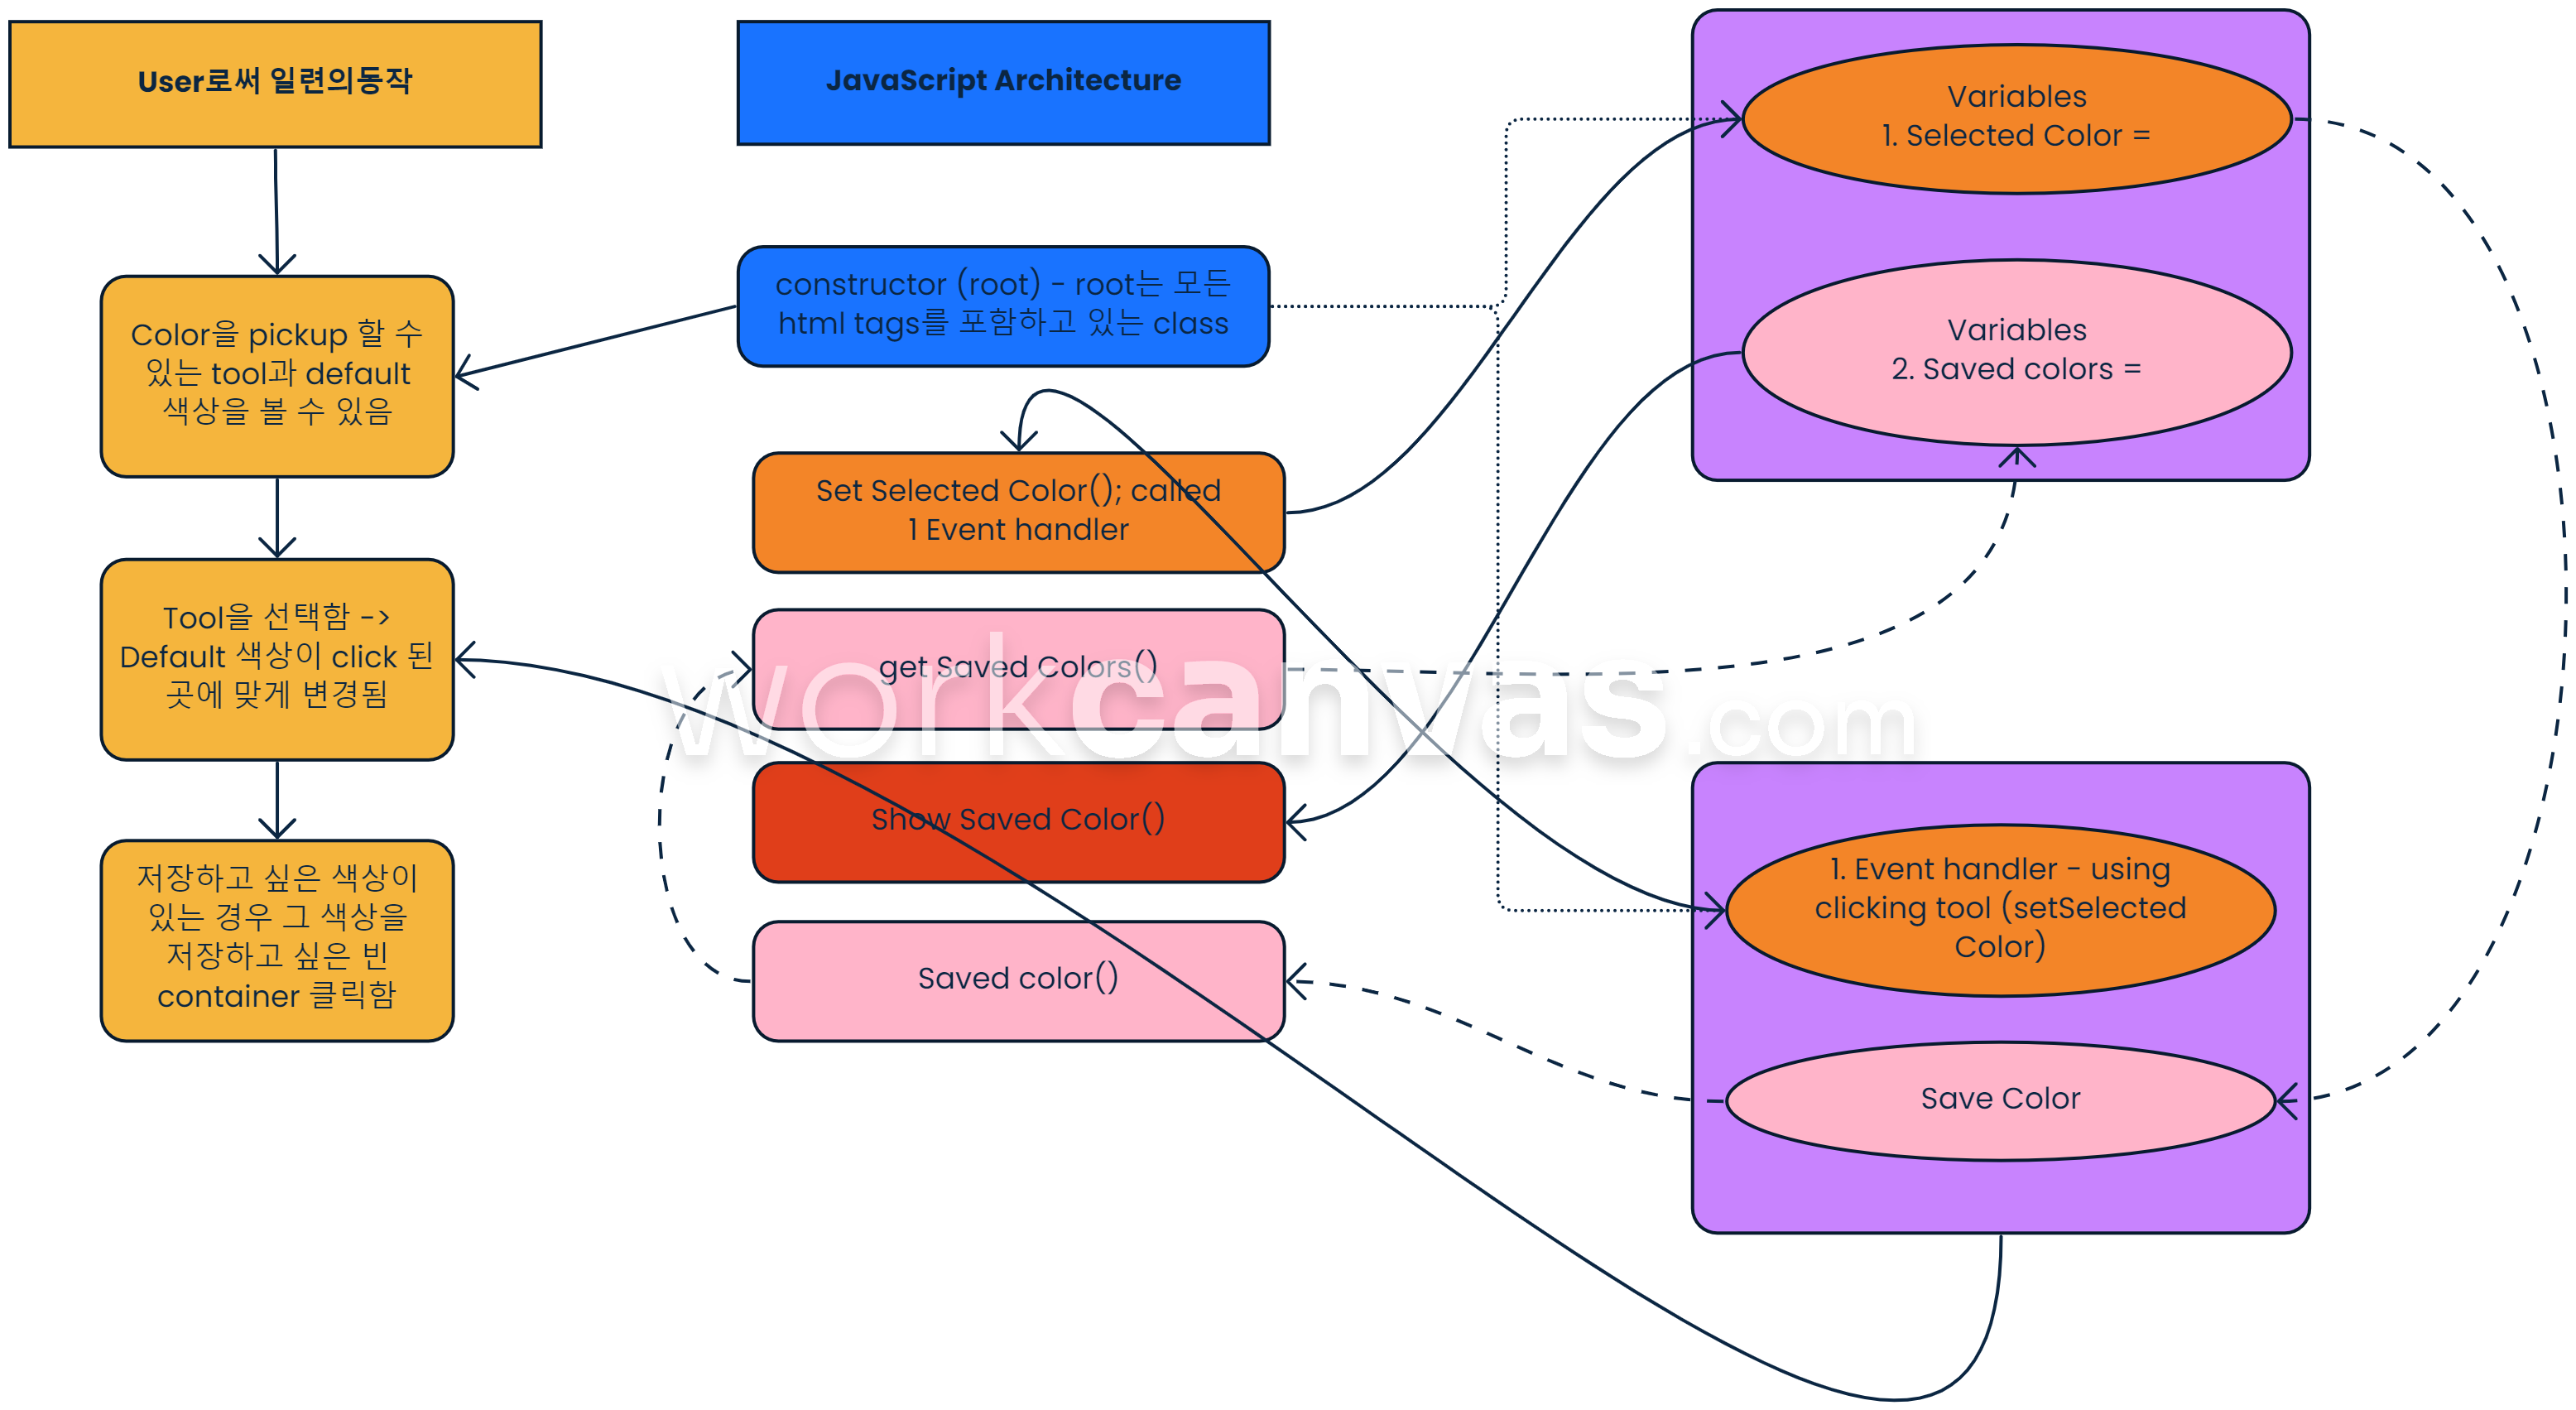 User로써 일련의동작
Color을 pickup 할 수
있는 tool과 default
색상을 볼 수 있음
Tool을 선택함 ->
Default 색상이 click 된
곳에 맞게 변경됨
저장하고 싶은 색상이
있는 경우 그 색상을
저장하고 싶은 빈
container 클릭함
JavaScript Architecture
constructor (root) - root는 모든
html tags를 포함하고 있는 class
Set Selected Color(); called
1 Event handler
get Saved Colors()
Show Saved Color()
Saved color()
Variables
1. Selected Color =
Variables
2. Saved colors =
1. Event handler - using
clicking tool (setSelected
Color)
Save Color
workcanvas.com